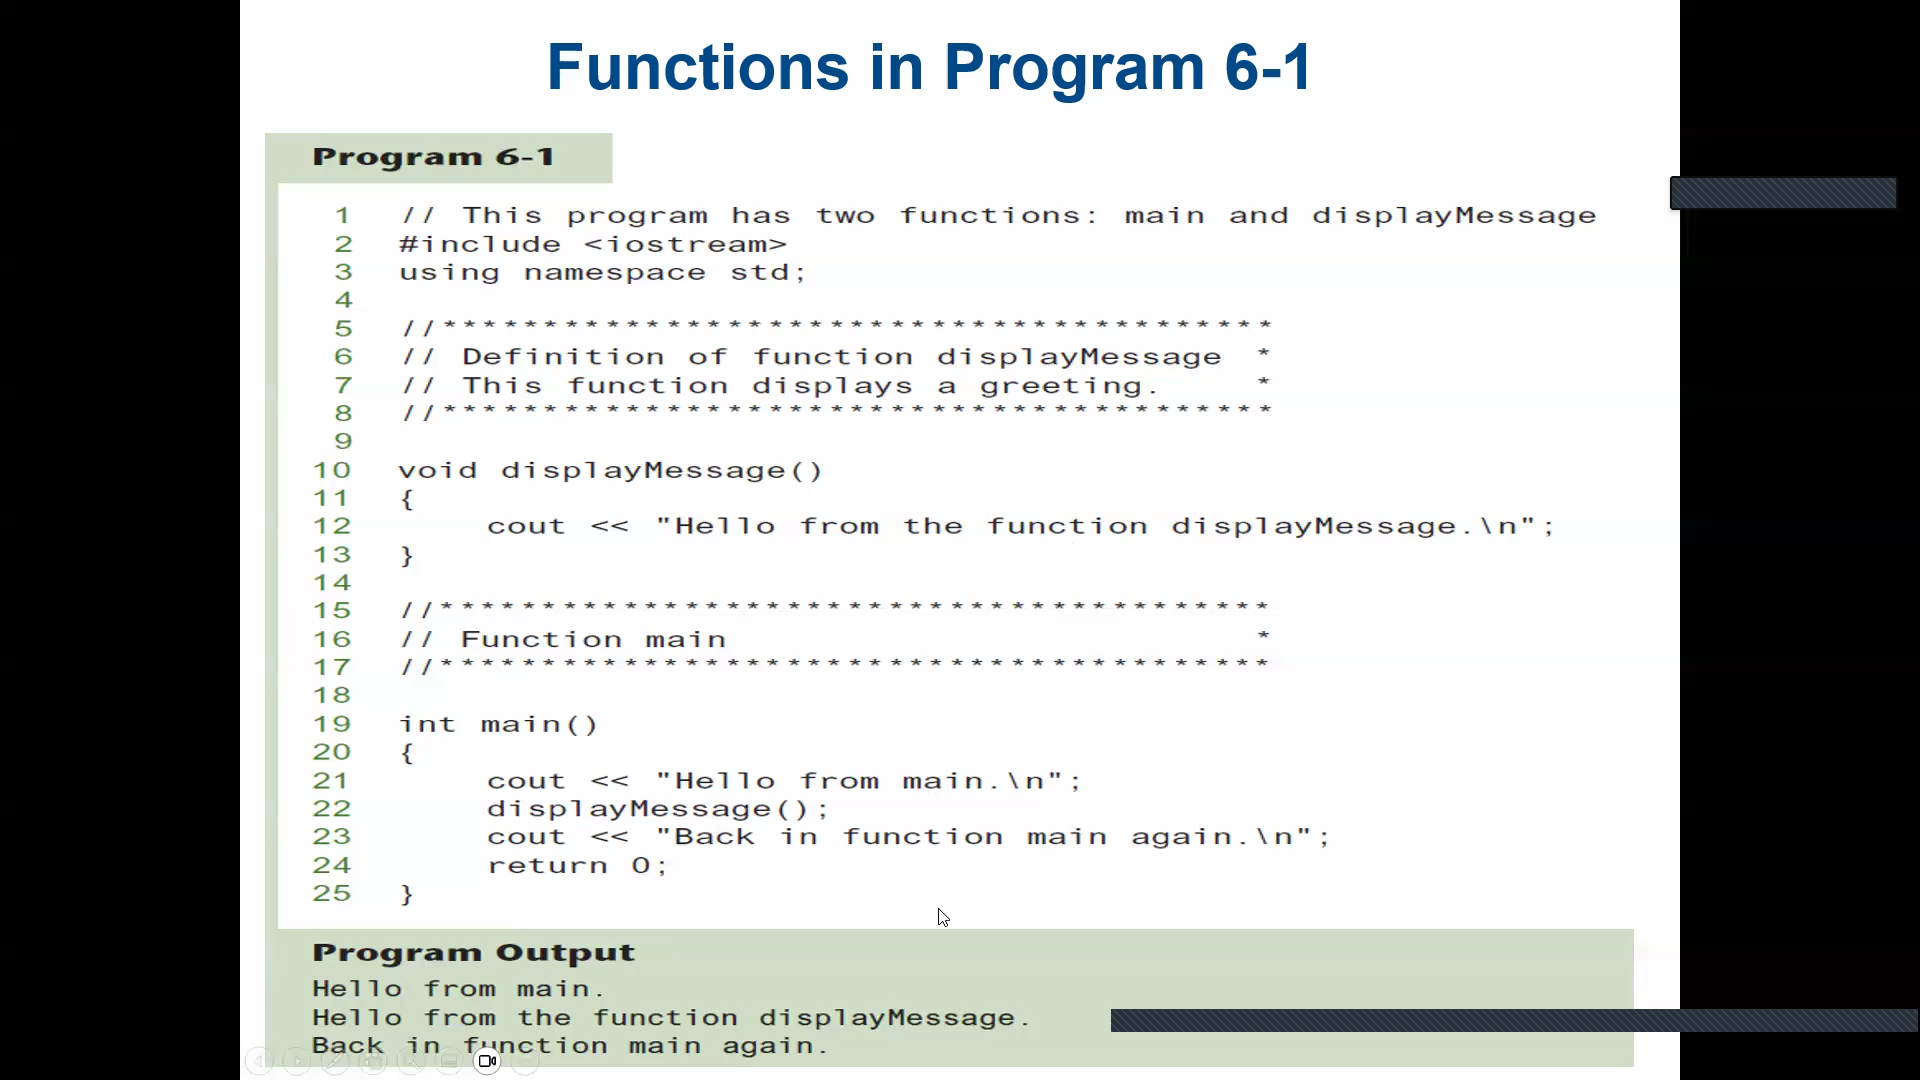 Functions in Program 6-1
Program 6-1
1 // This program has two functions: main and displayMessage
2 #include <iostream>
3 using namespace std;
4
5 //*****************************************
6 // Definition of function displayMessage *
7 // This function displays a greeting. *
8 //*****************************************
9
10 void displayMessage()
11 {
12 cout << "Hello from the function displayMessage.\n";
13 }
14
15 //*****************************************
16 // Function main *
17 //*****************************************
18
19 int main()
20 {
21 cout << "Hello from main.\n";
22 displayMessage();
23 cout << "Back in function main again.\n";
24 return 0;
25 }
Program Output
Hello from main.
Hello from the function displayMessage.
Back in function main again.